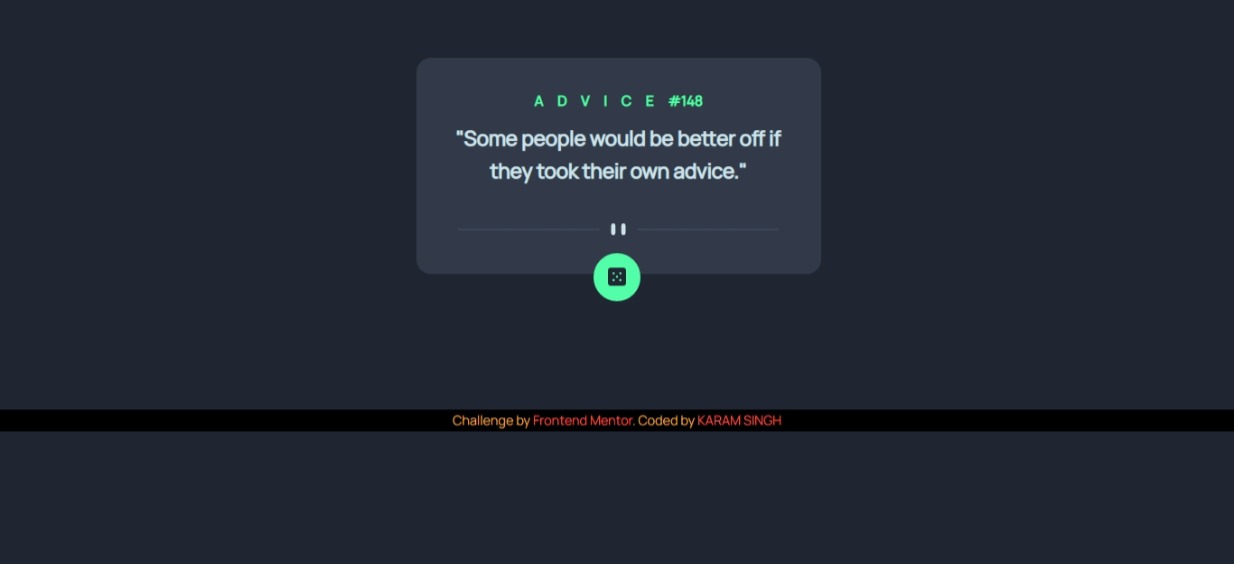 A D V I C E #148
"Some people would be better off if
they took their own advice."
Challenge by Frontend Mentor. Coded by KARAM SINGH